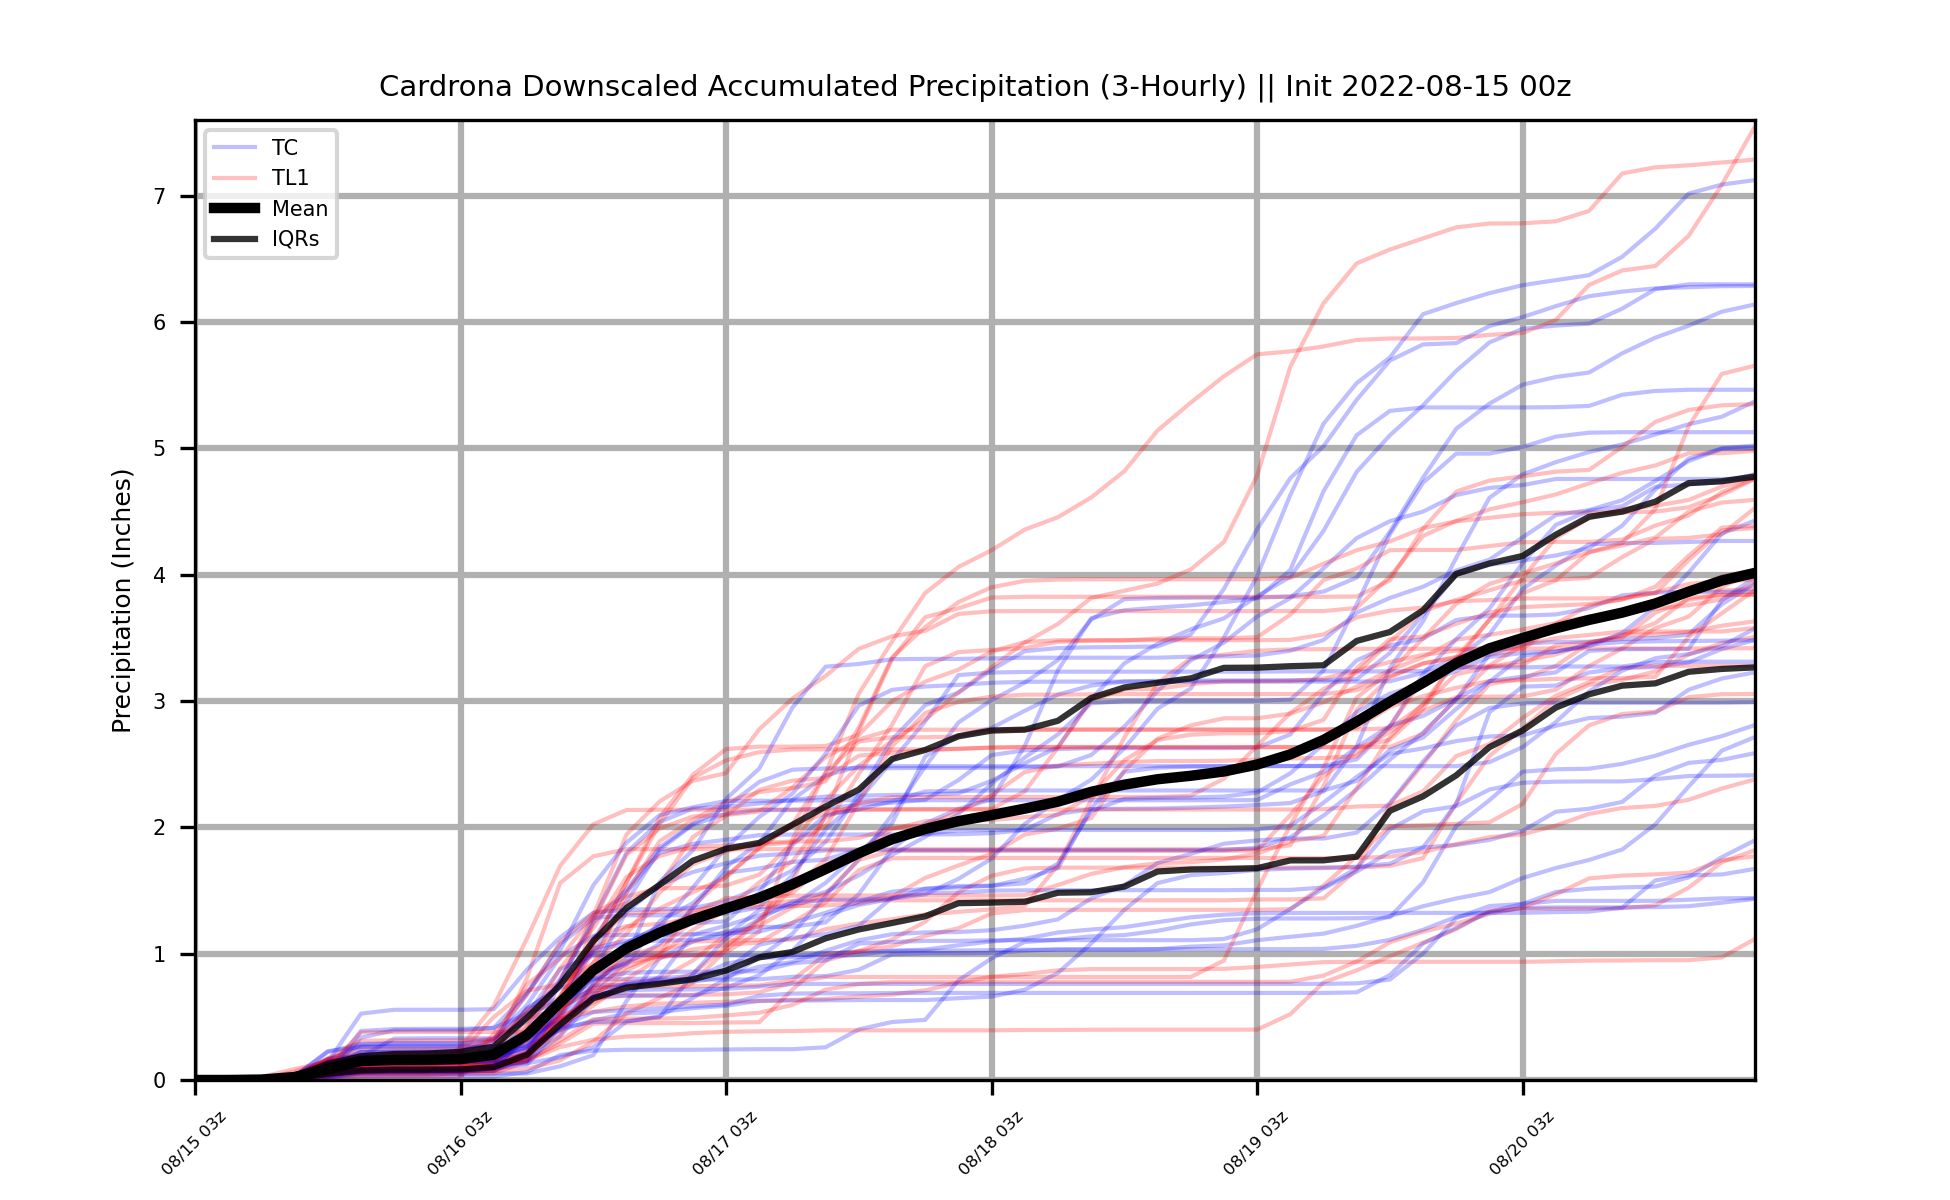 Cardrona Downscaled Accumulated Precipitation (3-Hourly) || Init 2022-08-15 00z
TC
TL1
Mean
IQRs
Precipitation (Inches)
7
6
5
4
3
2
1
0
08/15 03z
08/16 03z
08/17 03z
08/18 03z
08/19 03z
08/20 03z